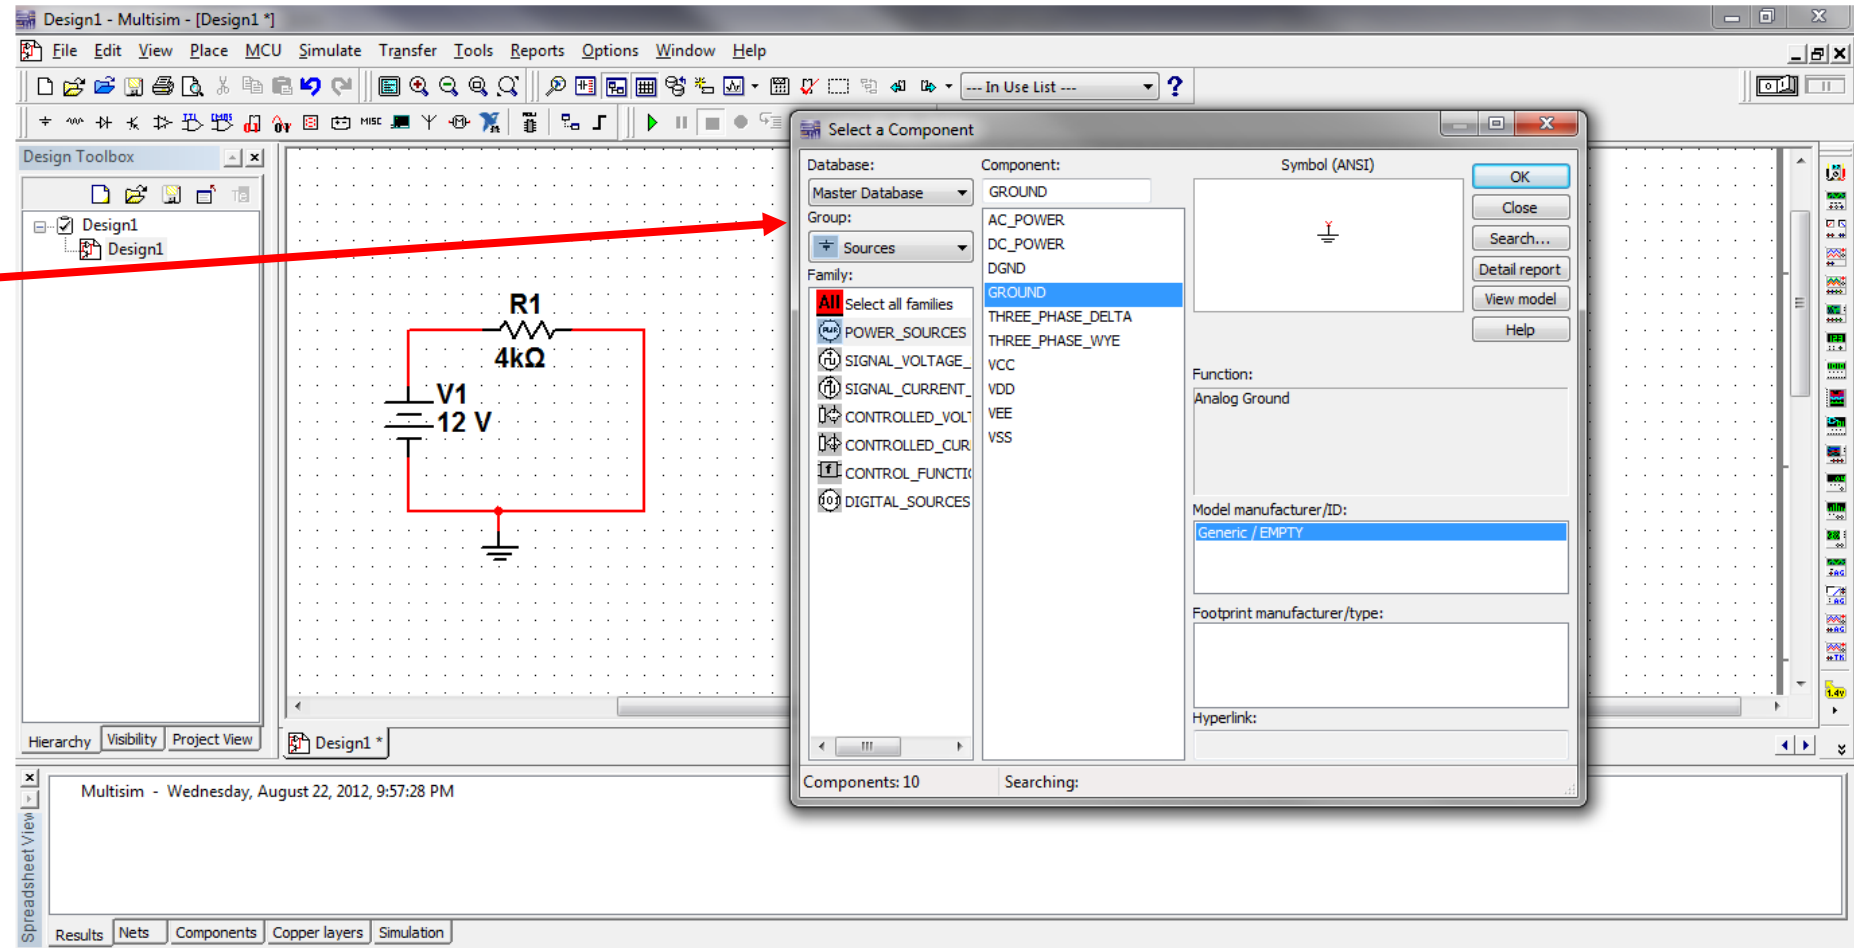 Design1 - Multisim - [Design1 *]
File Edit View Place MCU Simulate Transfer Tools Reports Options Window Help
--- In Use List ---
MISC
Design Toolbox
Design1
Design1
R1
4kΩ
V1
12 V
Hierarchy Visibility Project View
Design1 *
Select a Component
Database:
Master Database
Group:
Sources
Family:
All Select all families
POWER_SOURCES
SIGNAL_VOLTAGE_
SIGNAL_CURRENT_
CONTROLLED_VOLT
CONTROLLED_CUR
CONTROL_FUNCTI
DIGITAL_SOURCES
Component:
GROUND
AC_POWER
DC_POWER
DGND
GROUND
THREE_PHASE_DELTA
THREE_PHASE_WYE
VCC
VDD
VEE
VSS
Symbol (ANSI)
OK
Close
Search...
Detail report
View model
Help
Function:
Analog Ground
Model manufacturer/ID:
Generic / EMPTY
Footprint manufacturer/type:
Hyperlink:
Components: 10 Searching:
1.4v
Multisim - Wednesday, August 22, 2012, 9:57:28 PM
Spreadsheet View
Results Nets Components Copper layers Simulation